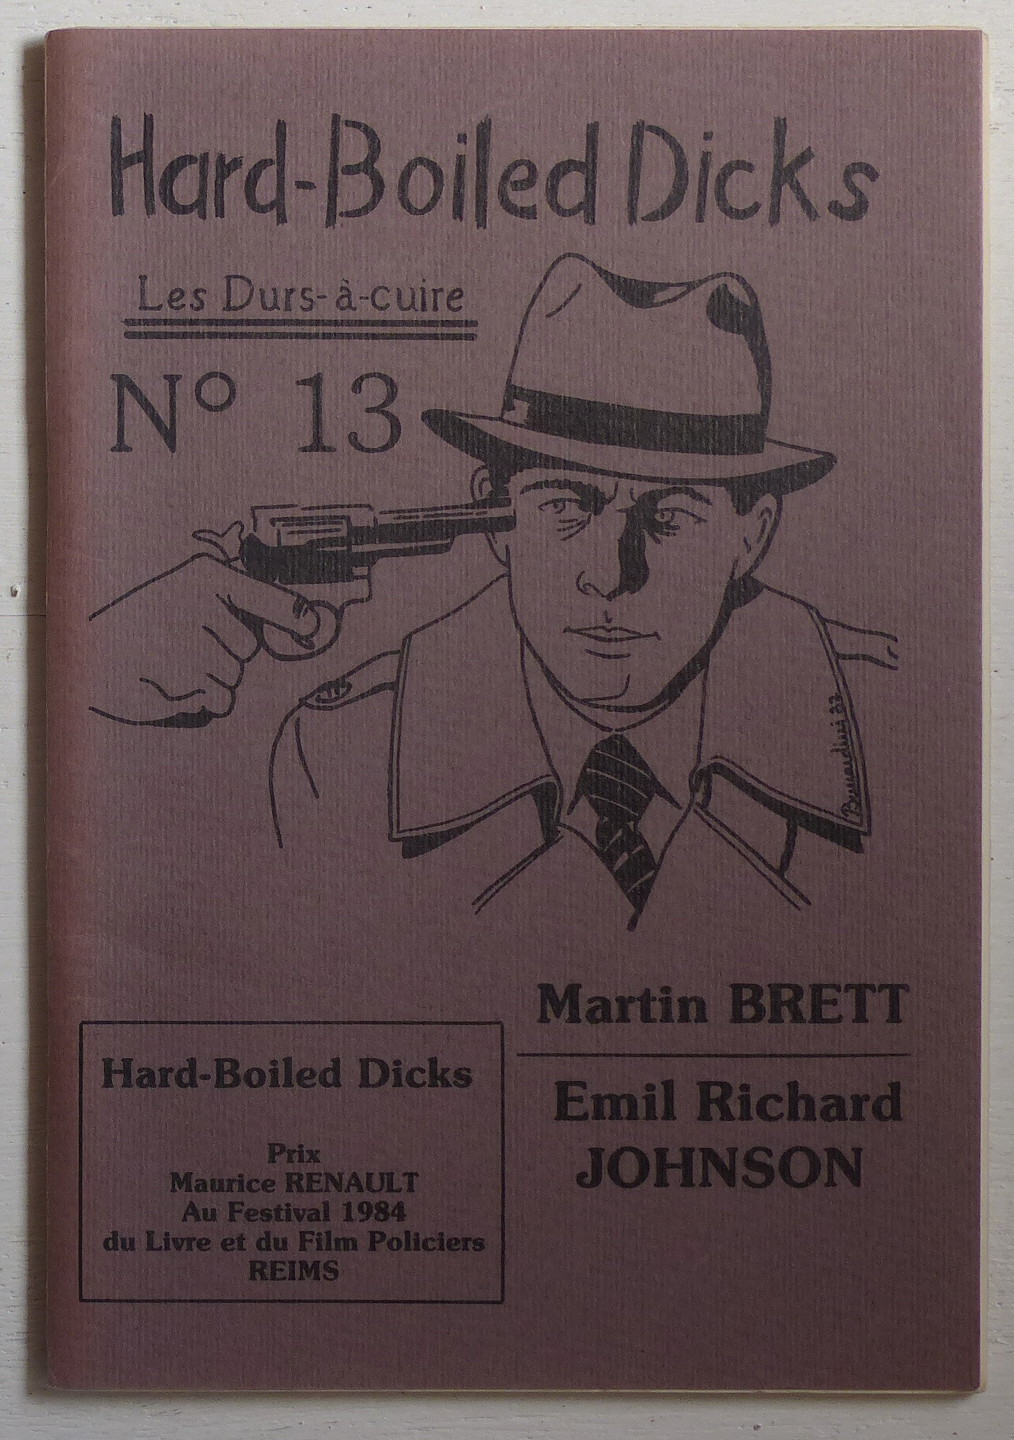 Hard-Boiled Dicks
Les Durs-à-cuire
N° 13
Martin BRETT
Emil Richard
JOHNSON
Hard-Boiled Dicks
Prix
Maurice RENAULT
Au Festival 1984
du Livre et du Film Policiers
REIMS